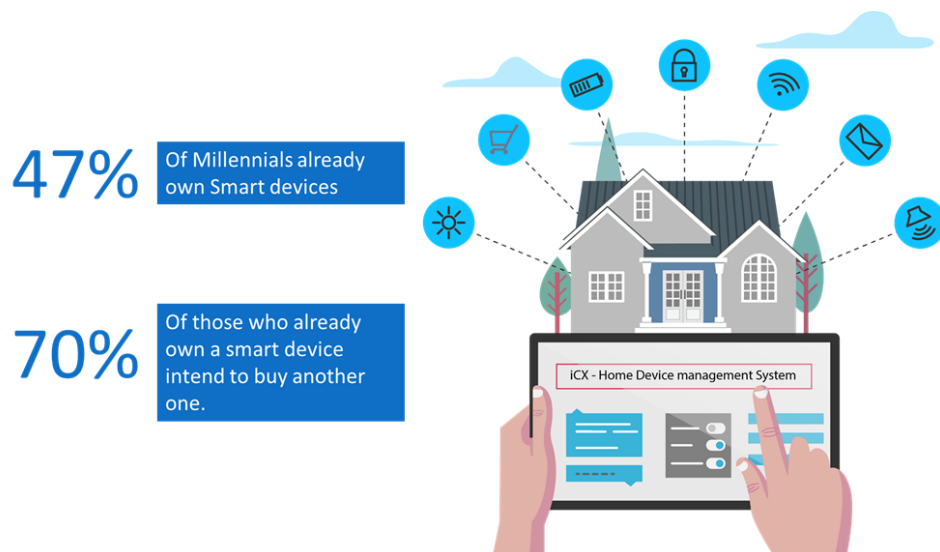 47%
Of Millennials already
own Smart devices
70%
Of those who already
own a smart device
intend to buy another
one.
iCX - Home Device management System